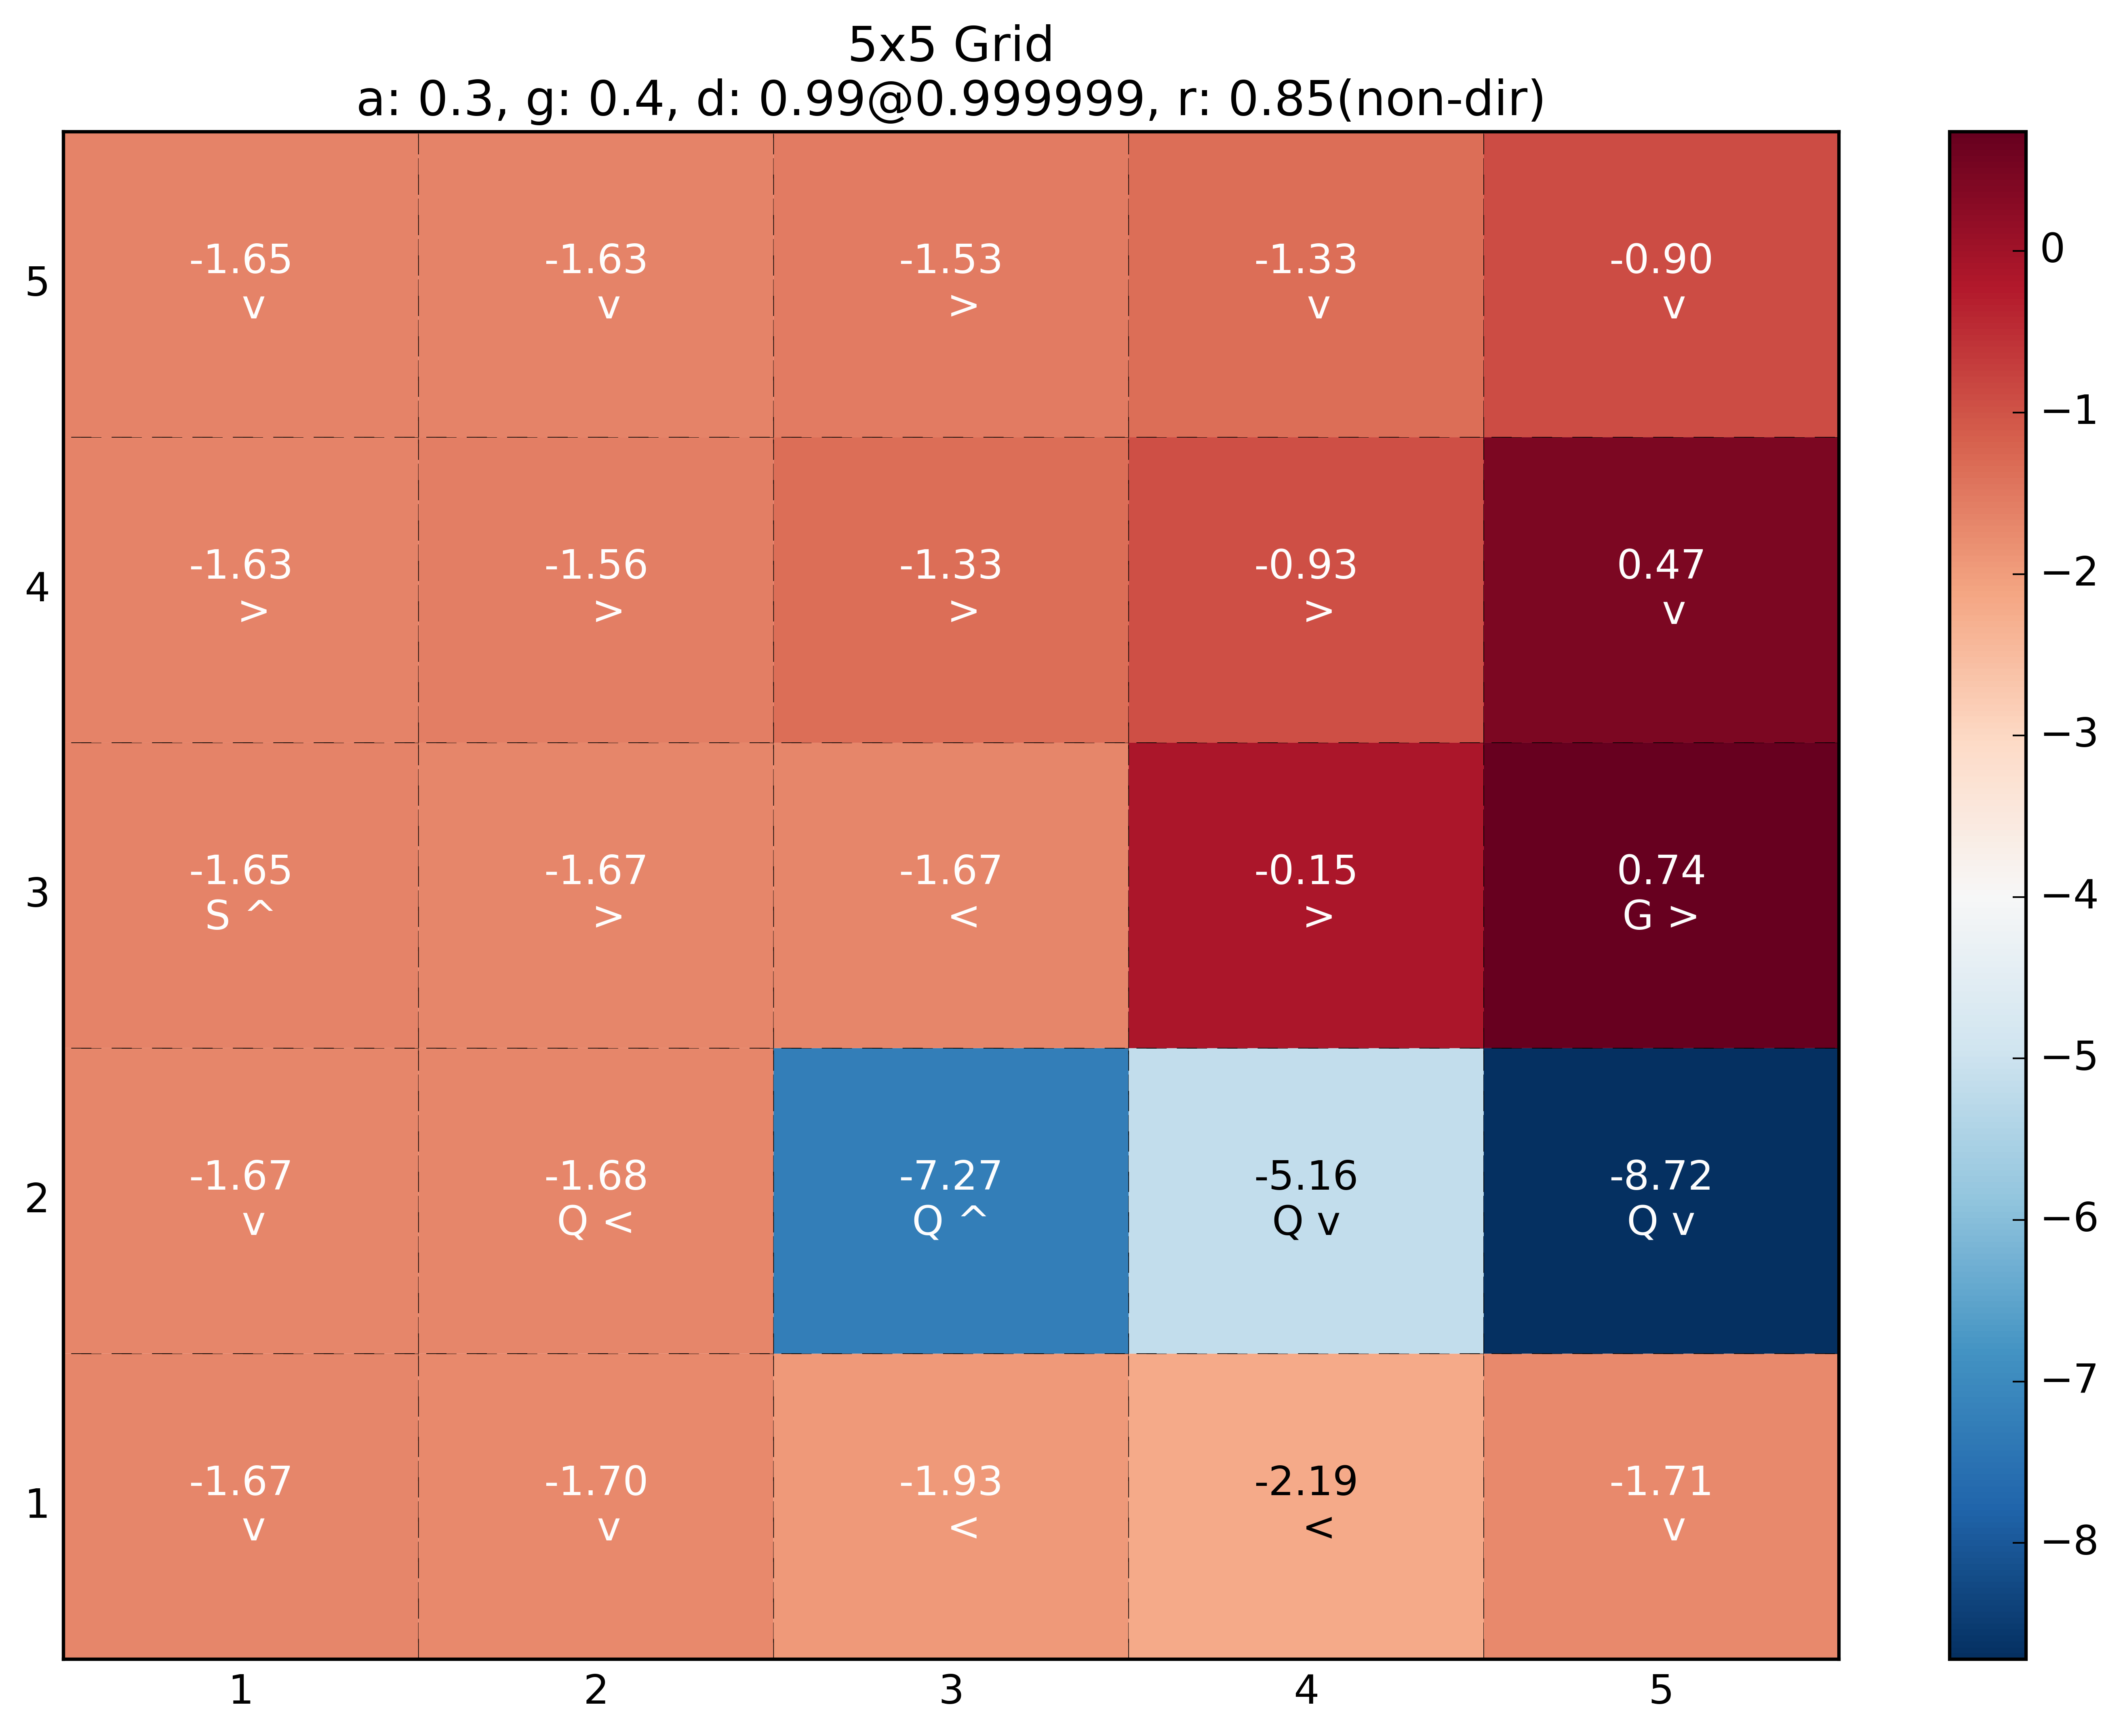 5x5 Grid
a: 0.3, g: 0.4, d: 0.99@0.999999, r: 0.85(non-dir)
5
-1.65 -1.63 -1.53 -1.33 -0.90
v v > v v
4
-1.63 -1.56 -1.33 -0.93 0.47
> > > > v
3
-1.65 -1.67 -1.67 -0.15 0.74
S ^ > < > G >
2
-1.67 -1.68 -7.27 -5.16 -8.72
v Q < Q ^ Q v Q v
1
-1.67 -1.70 -1.93 -2.19 -1.71
v v < < v
1 2 3 4 5
0
−1
−2
−3
−4
−5
−6
−7
−8